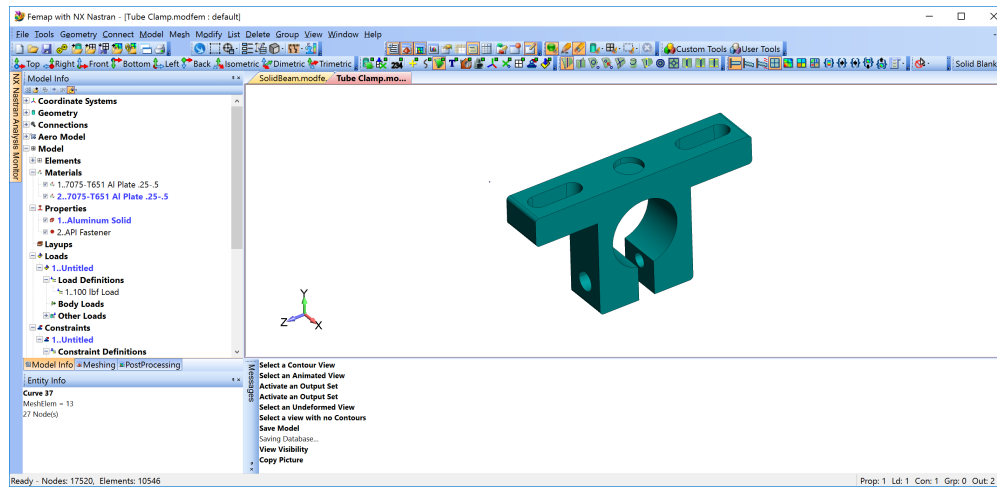 Femap with NX Nastran - [Tube Clamp.modfem : default]
File Tools Geometry Connect Model Mesh Modify List Delete Group View Window Help
Custom Tools User Tools
Top Right Front Bottom Left Back Isometric Dimetric Trimetric 234 Solid Blank
NX Nastran Analysis Monitor
Model Info
SolidBeam.modfe.. Tube Clamp.mo...
Coordinate Systems
Geometry
Connections
Aero Model
Model
Elements
Materials
1..7075-T651 Al Plate .25-.5
2..7075-T651 Al Plate .25-.5
Properties
1..Aluminum Solid
2..API Fastener
Layups
Loads
1..Untitled
Load Definitions
1..100 lbf Load
Body Loads
Other Loads
Constraints
1..Untitled
Constraint Definitions
Y
Z
X
Model Info Meshing PostProcessing
Entity Info
Curve 37
MeshElem = 13
27 Node(s)
Messages
Select a Contour View
Select an Animated View
Activate an Output Set
Activate an Output Set
Select an Undeformed View
Select a view with no Contours
Save Model
Saving Database...
View Visibility
Copy Picture
Ready - Nodes: 17520, Elements: 10546
Prop: 1 Ld: 1 Con: 1 Grp: 0 Out: 2